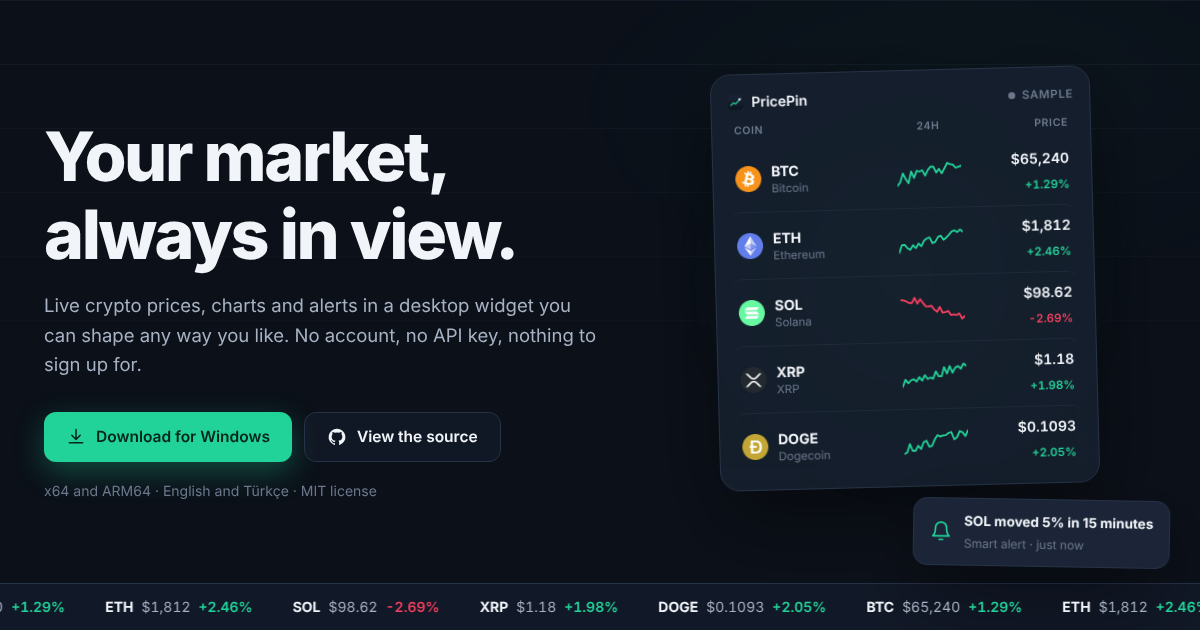 Your market,
always in view.
Live crypto prices, charts and alerts in a desktop widget you
can shape any way you like. No account, no API key, nothing to
sign up for.
Download for Windows
View the source
x64 and ARM64 · English and Türkçe · MIT license
PricePin
SAMPLE
COIN 24H PRICE
BTC $65,240
Bitcoin +1.29%
ETH $1,812
Ethereum +2.46%
SOL $98.62
Solana -2.69%
XRP $1.18
XRP +1.98%
DOGE $0.1093
Dogecoin +2.05%
SOL moved 5% in 15 minutes
Smart alert · just now
+1.29% ETH $1,812 +2.46% SOL $98.62 -2.69% XRP $1.18 +1.98% DOGE $0.1093 +2.05% BTC $65,240 +1.29% ETH $1,812 +2.46